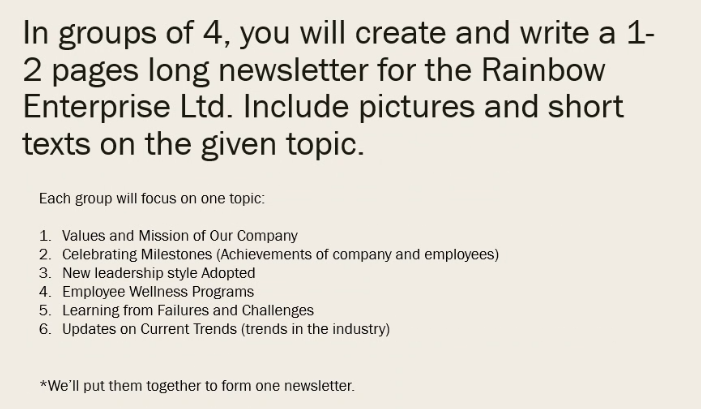 In groups of 4, you will create and write a 1-
2 pages long newsletter for the Rainbow
Enterprise Ltd. Include pictures and short
texts on the given topic.
Each group will focus on one topic:
1. Values and Mission of Our Company
2. Celebrating Milestones (Achievements of company and employees)
3. New leadership style Adopted
4. Employee Wellness Programs
5. Learning from Failures and Challenges
6. Updates on Current Trends (trends in the industry)
*We'll put them together to form one newsletter.